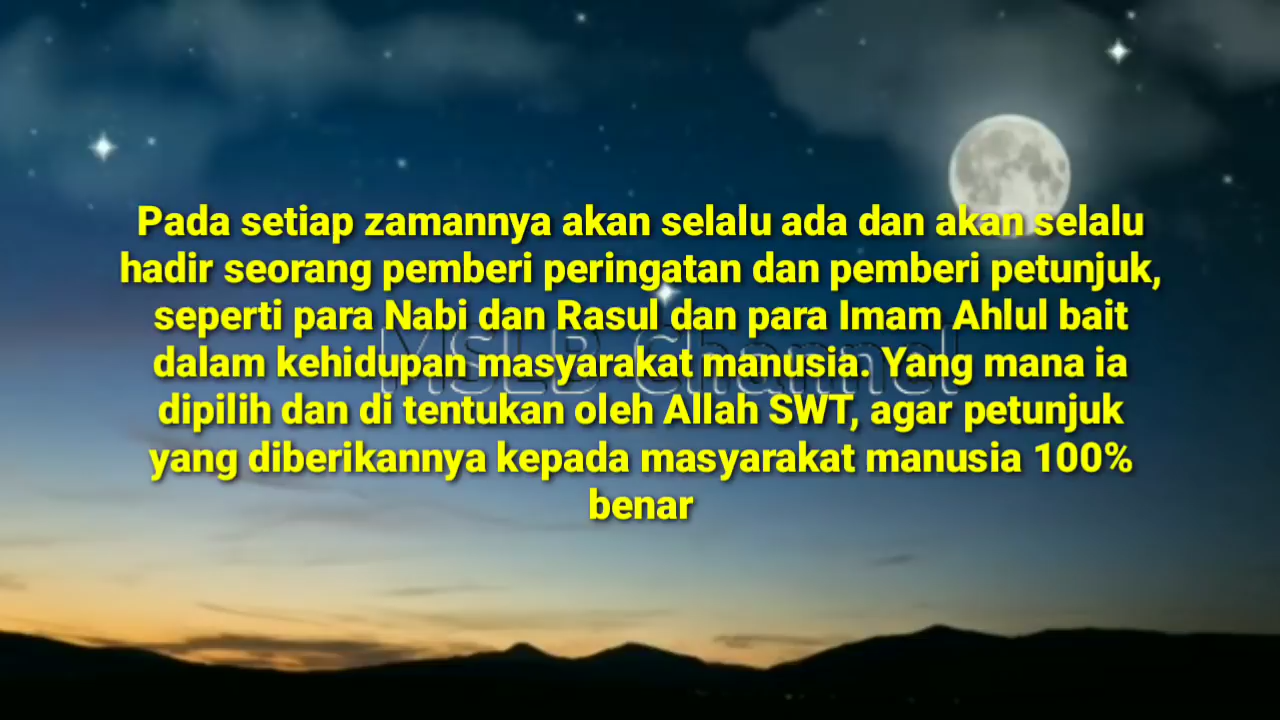 Pada setiap zamannya akan selalu ada dan akan selalu
hadir seorang pemberi peringatan dan pemberi petunjuk,
seperti para Nabi dan Rasul dan para Imam Ahlul bait
MSLB Channel
dalam kehidupan masyarakat manusia. Yang mana ia
dipilih dan di tentukan oleh Allah SWT, agar petunjuk
yang diberikannya kepada masyarakat manusia 100%
benar